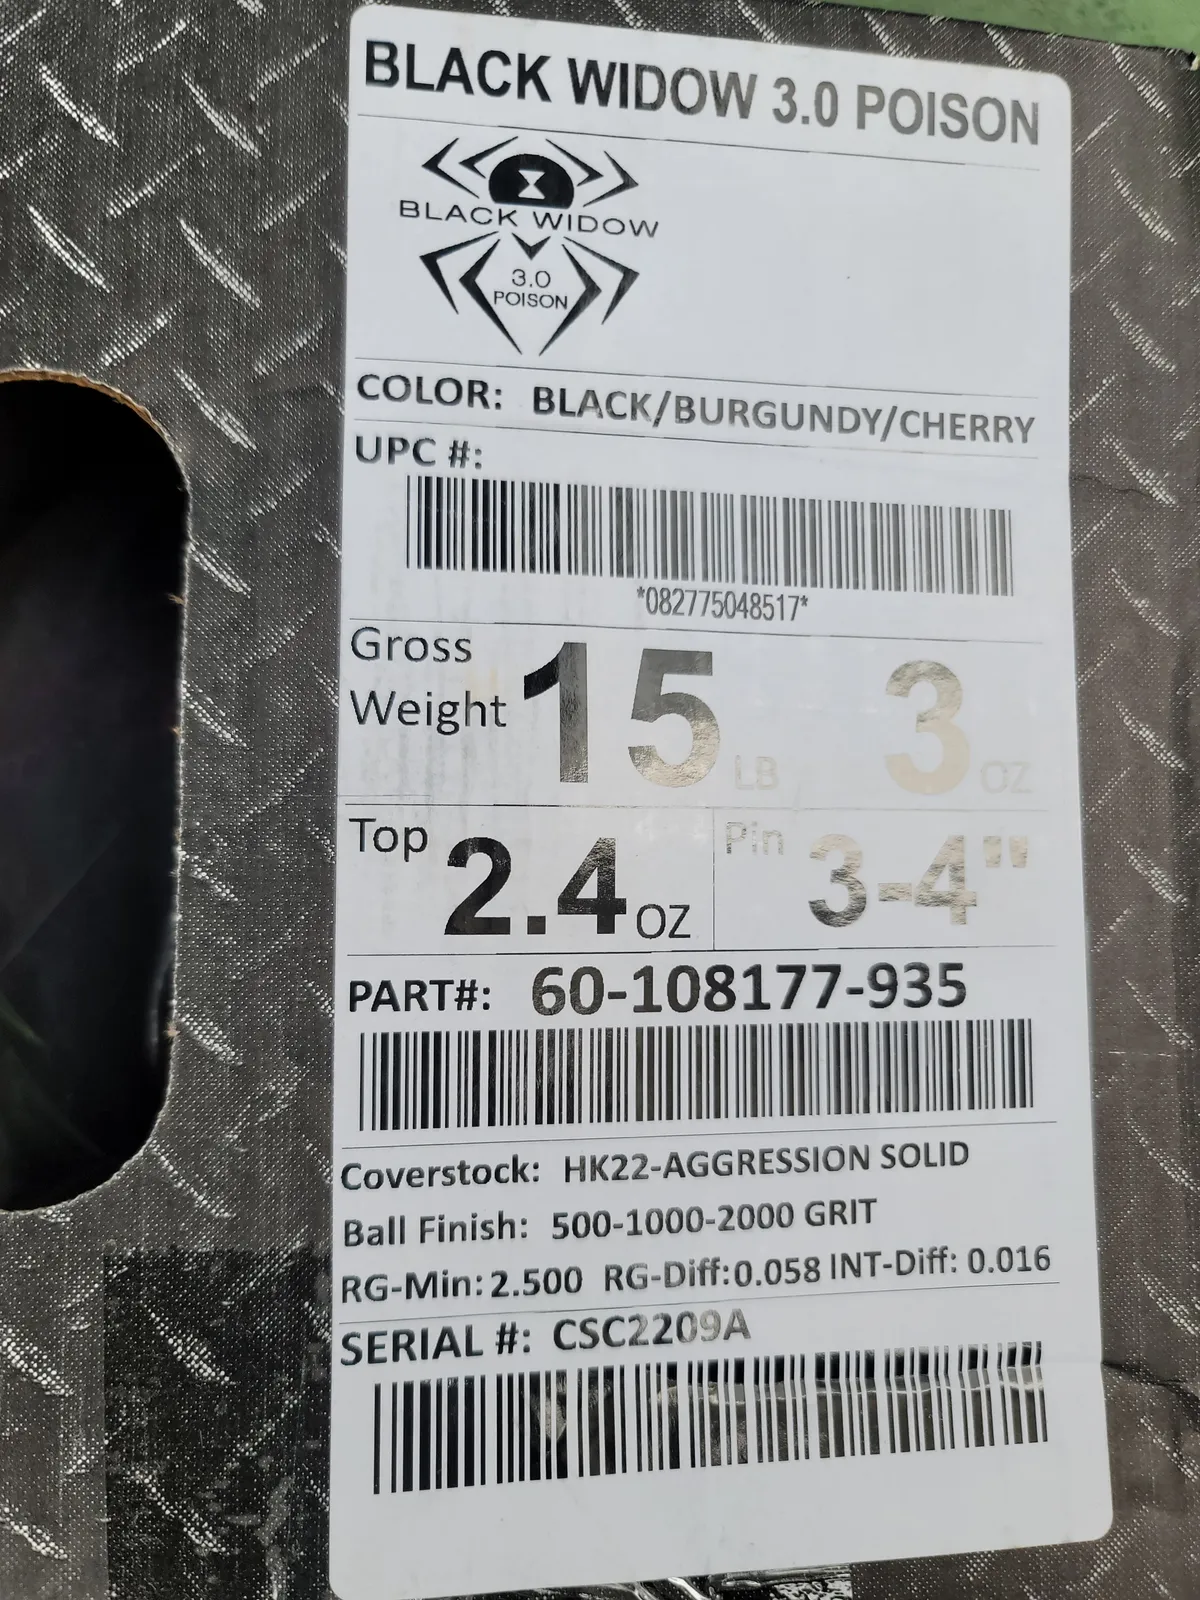 BLACK WIDOW 3.0 POISON
BLACK WIDOW
3.0
POISON
COLOR: BLACK/BURGUNDY/CHERRY
UPC #:
*082775048517*
Gross
Weight 15 LB 3 OZ
Top 2.4 OZ Pin 3-4"
PART#: 60-108177-935
Coverstock: HK22-AGGRESSION SOLID
Ball Finish: 500-1000-2000 GRIT
RG-Min: 2.500 RG-Diff:0.058 INT-Diff: 0.016
SERIAL #: CSC2209A